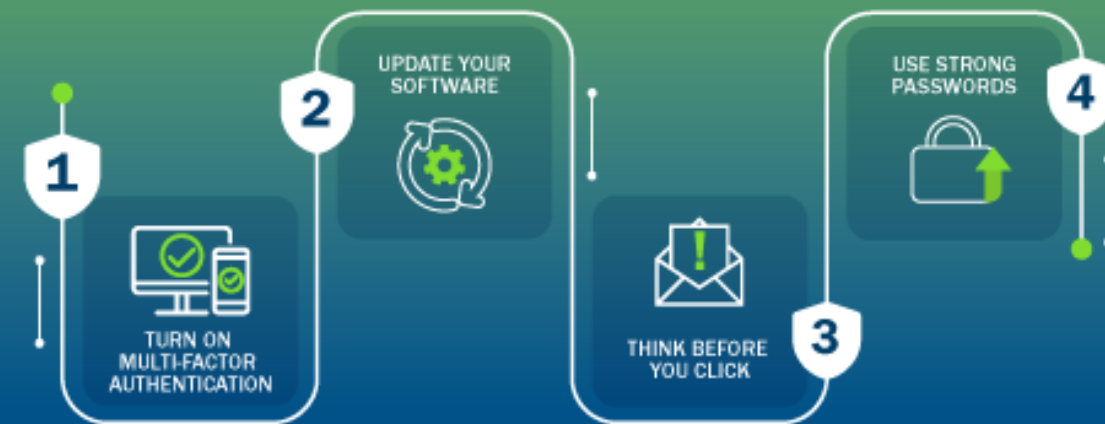 1
TURN ON
MULTI-FACTOR
AUTHENTICATION
2
UPDATE YOUR
SOFTWARE
3
THINK BEFORE
YOU CLICK
4
USE STRONG
PASSWORDS